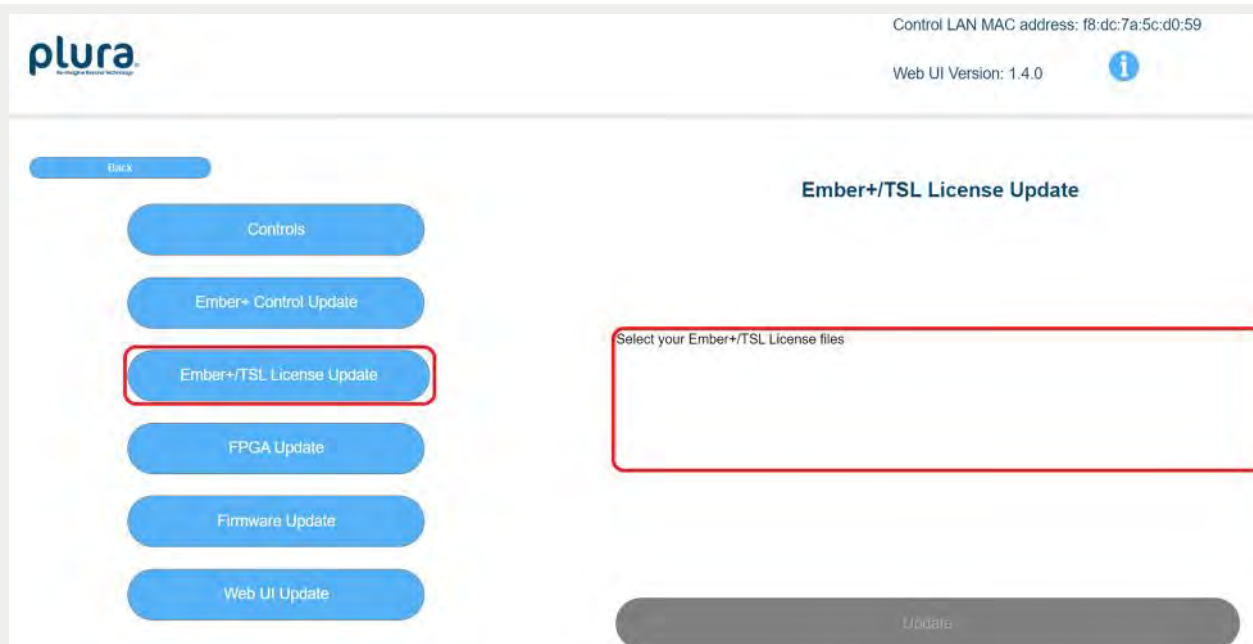 Control LAN MAC address: f8:dc:7a:5c:d0:59
plura
Web UI Version: 1.4.0
Back
Ember+/TSL License Update
Controls
Ember+ Control Update
Select your Ember+/TSL License files
Ember+/TSL License Update
FPGA Update
Firmware Update
Web UI Update
Update